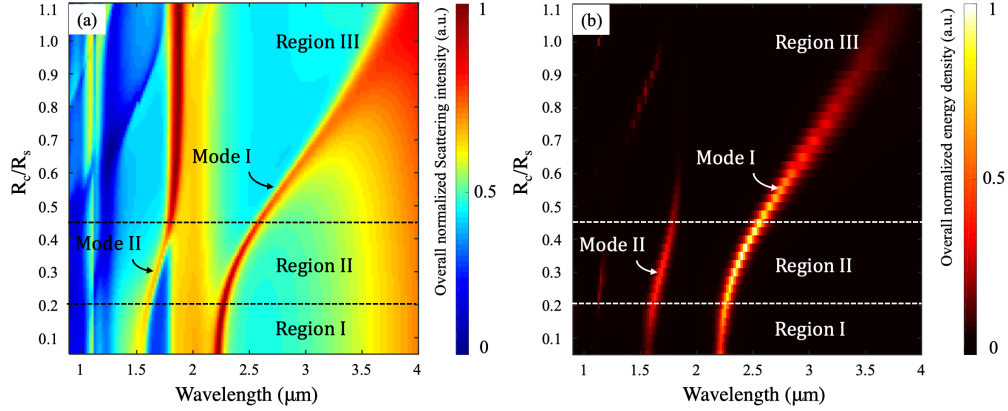 (a)
Region III
Mode I
Mode II
Region II
Region I
1.1
1.0
0.9
0.8
0.7
0.6
0.5
0.4
0.3
0.2
0.1
Rc/Rs
1
1.5
2
2.5
3
3.5
4
Wavelength (μm)
1
0.5
0
Overall normalized Scattering intensity (a.u.)
(b)
Region III
Mode I
Mode II
Region II
Region I
1.1
1.0
0.9
0.8
0.7
0.6
0.5
0.4
0.3
0.2
0.1
Rc/Rs
1
1.5
2
2.5
3
3.5
4
Wavelength (μm)
1
0.5
0
Overall normalized energy density (a.u.)